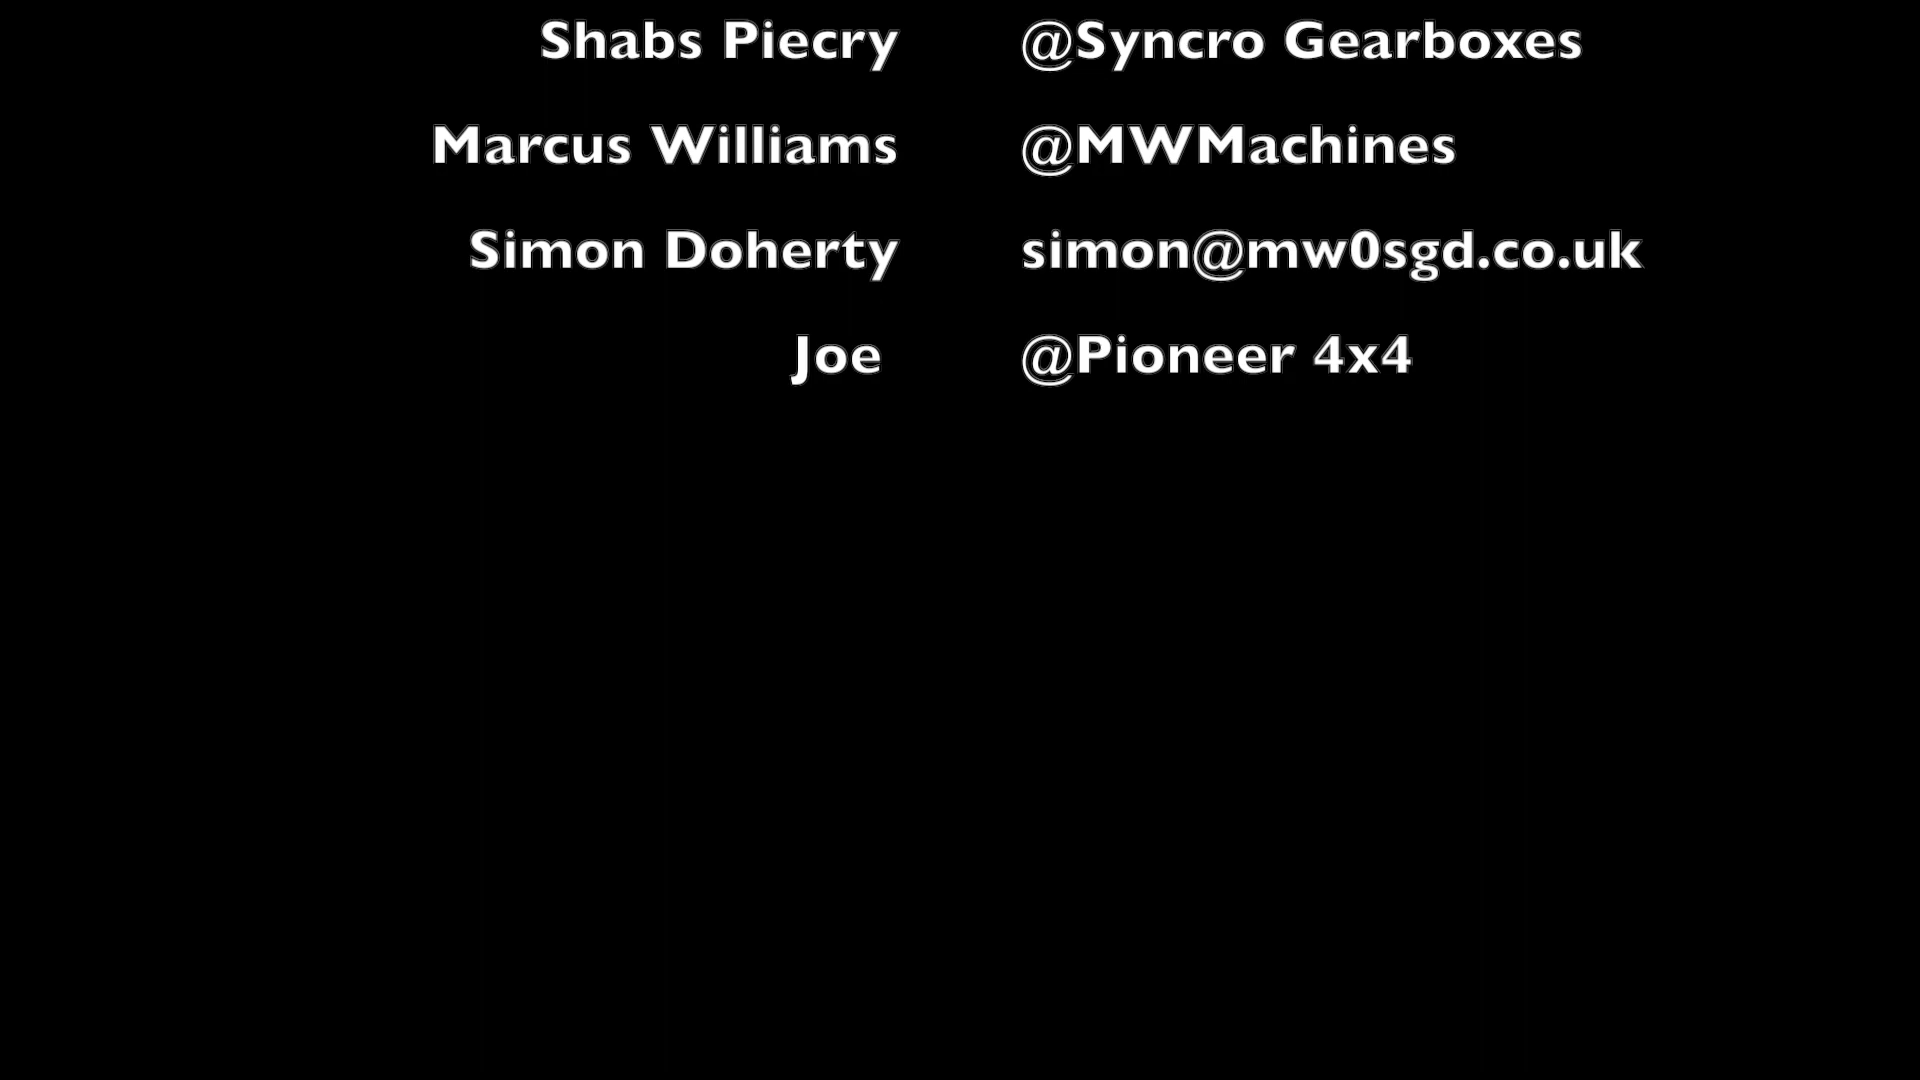 Shabs Piecry @Syncro Gearboxes
Marcus Williams @MWMachines
Simon Doherty simon@mw0sgd.co.uk
Joe @Pioneer 4x4